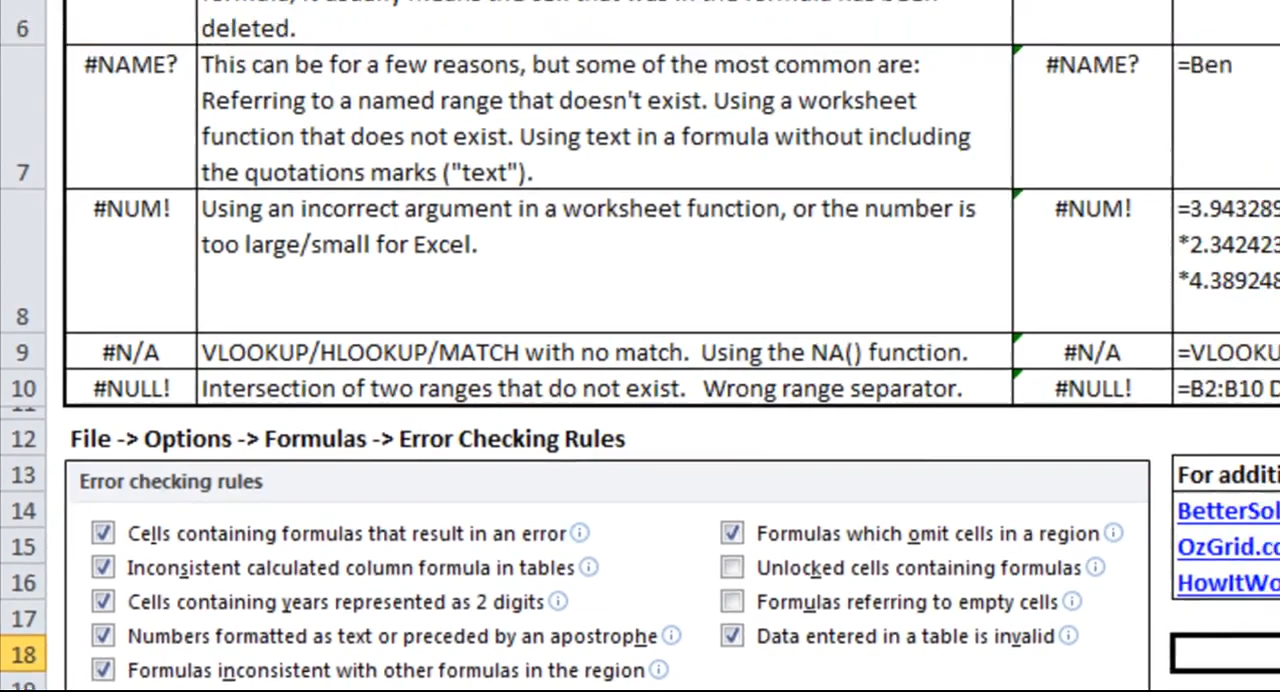 6
deleted.
#NAME? This can be for a few reasons, but some of the most common are: #NAME? =Ben
Referring to a named range that doesn't exist. Using a worksheet
function that does not exist. Using text in a formula without including
7 the quotations marks ("text").
#NUM! Using an incorrect argument in a worksheet function, or the number is #NUM! =3.943289
too large/small for Excel. *2.342423
*4.389248
8
9 #N/A VLOOKUP/HLOOKUP/MATCH with no match. Using the NA() function. #N/A =VLOOKU
10 #NULL! Intersection of two ranges that do not exist. Wrong range separator. #NULL! =B2:B10 D
11
12 File -> Options -> Formulas -> Error Checking Rules
13 Error checking rules For additi
14 Cells containing formulas that result in an error Formulas which omit cells in a region BetterSol
15 Inconsistent calculated column formula in tables Unlocked cells containing formulas OzGrid.co
16 Cells containing years represented as 2 digits Formulas referring to empty cells HowItWo
17 Numbers formatted as text or preceded by an apostrophe Data entered in a table is invalid
18 Formulas inconsistent with other formulas in the region